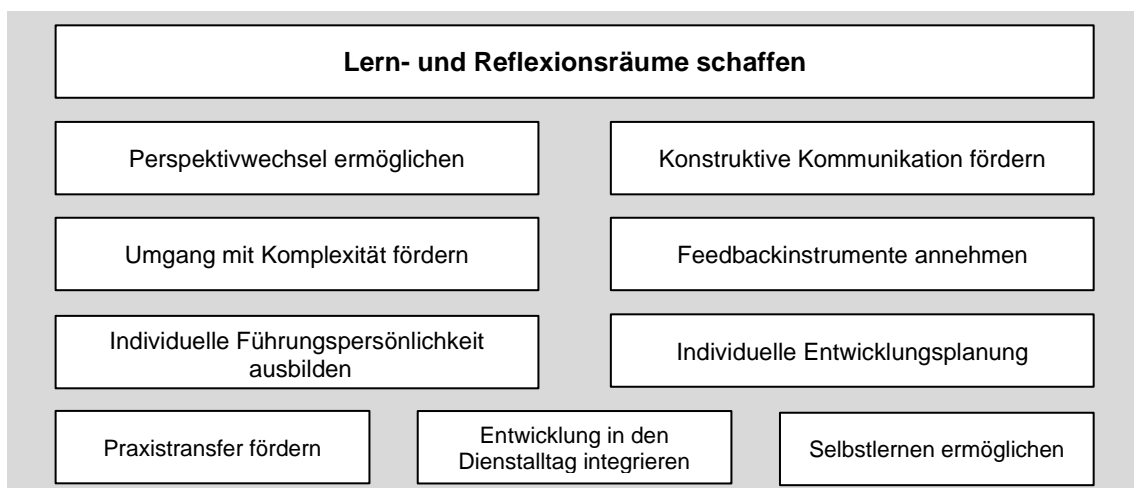 Lern- und Reflexionsräume schaffen
Perspektivwechsel ermöglichen
Konstruktive Kommunikation fördern
Umgang mit Komplexität fördern
Feedbackinstrumente annehmen
Individuelle Führungspersönlichkeit
ausbilden
Individuelle Entwicklungsplanung
Praxistransfer fördern
Entwicklung in den
Dienstalltag integrieren
Selbstlernen ermöglichen